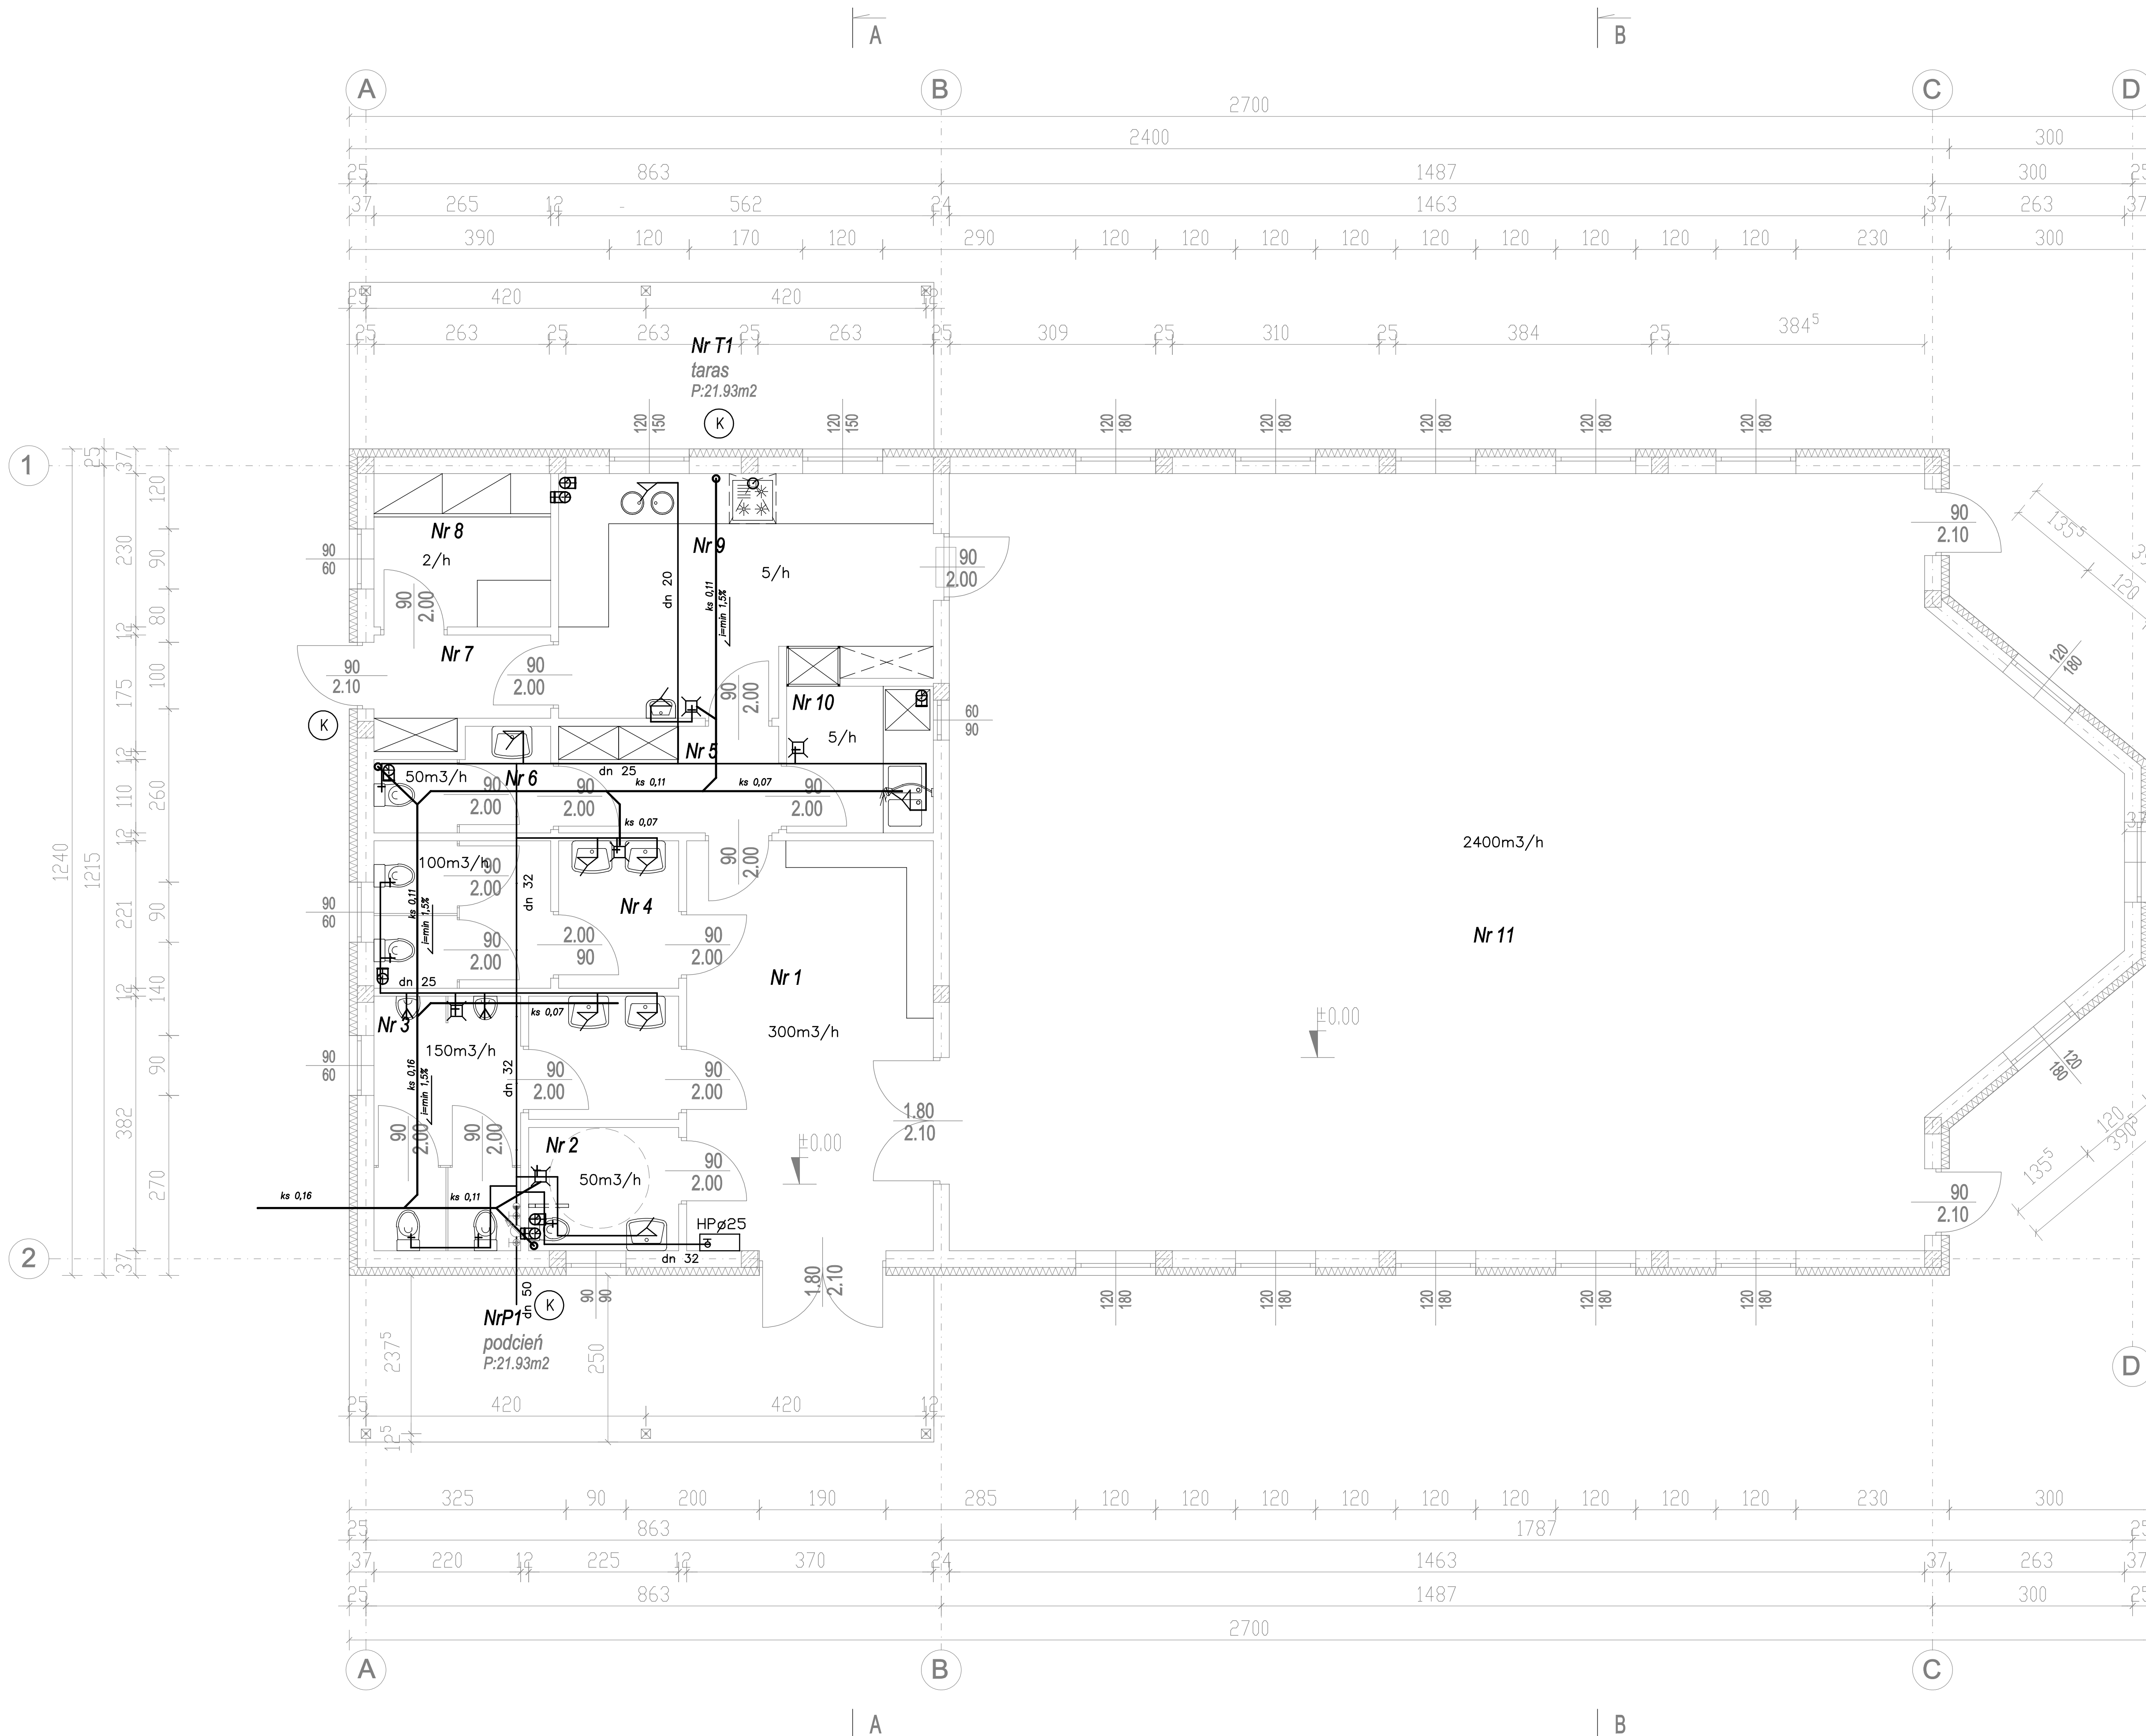 A B
A B C D
2700
2400 300
25 863 1487 300 25
37 265 12 - 562 24 1463 37 263 37
390 120 170 120 290 120 120 120 120 120 120 120 120 120 230 300
25 420 420 12
25 263 25 263 25 263 25 309 25 310 25 384 25 384⁵
Nr T1
taras
P:21.93m2
K
120
150
120
150
120
180
120
180
120
180
120
180
120
180
1
25
37
120
230
90
80
12
100
175
12
260
110
12
1240
1215
221
90
12
140
90
382
270
37
2
90
60
Nr 8
2/h
90
2.00
Nr 9
5/h
dn 20
ks 0,11
i=min 1,5%
90
2.00
90
2.10
135⁵
120
120
180
Nr 7
90
2.10
90
2.00
90
2.00
Nr 10
5/h
60
90
K
Nr 5
50m3/h
Nr 6
dn 25
ks 0,11
ks 0,07
90
2.00
90
2.00
90
2.00
ks 0,07
100m3/h
90
2.00
90
2.00
2400m3/h
90
60
ks 0,11
i=min 1,5%
dn 32
Nr 4
90
2.00
2.00
90
90
2.00
Nr 11
Nr 1
dn 25
ks 0,07
Nr 3
300m3/h
±0.00
150m3/h
90
60
ks 0,16
i=min 1,5%
dn 32
90
2.00
90
2.00
120
180
1.80
2.10
90
2.00
90
2.00
Nr 2
±0.00
120
390⁵
135⁵
50m3/h
90
2.00
90
2.10
ks 0,16
ks 0,11
HPø25
dn 32
dn 50
K
90
90
1.80
2.10
120
180
120
180
120
180
120
180
120
180
NrP1
podcień
P:21.93m2
237⁵
250
D
25 420 420 12
12⁵
325 90 200 190 285 120 120 120 120 120 120 120 120 120 230 300
25 863 1787 25
37 220 12 225 12 370 24 1463 37 263 37
25 863 1487 300 25
2700
A B C
A B